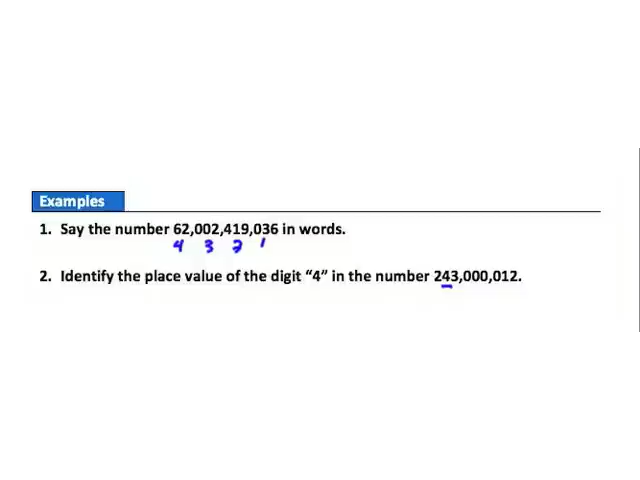 Examples
1. Say the number 62,002,419,036 in words.
4 3 2 1
2. Identify the place value of the digit “4” in the number 243,000,012.